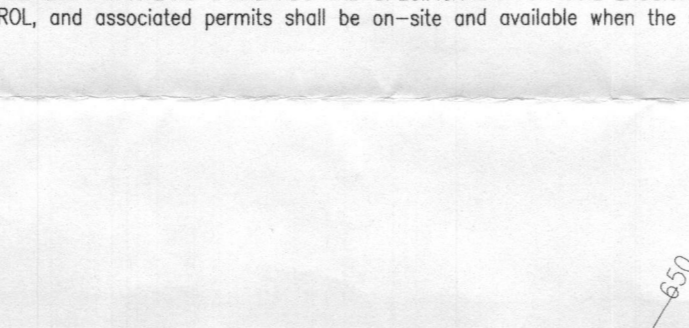 ROL, and associated permits shall be on-site and available when the
650